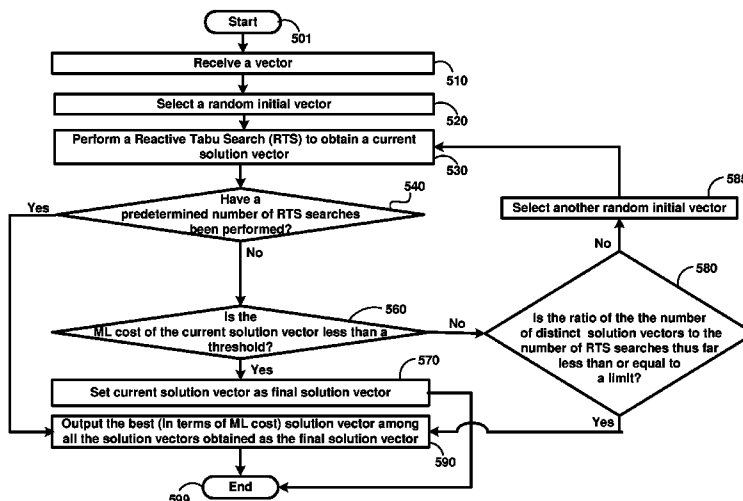 Start
501
Receive a vector
510
Select a random initial vector
520
Perform a Reactive Tabu Search (RTS) to obtain a current
solution vector
530
Have a
predetermined number of RTS searches
been performed?
540
Yes
No
Is the
ML cost of the current solution vector less than a
threshold?
560
No
Yes
570
Set current solution vector as final solution vector
Output the best (in terms of ML cost) solution vector among
all the solution vectors obtained as the final solution vector
590
End
599
585
Select another random initial vector
No
580
Is the ratio of the the number
of distinct solution vectors to the
number of RTS searches thus far
less than or equal to
a limit?
Yes